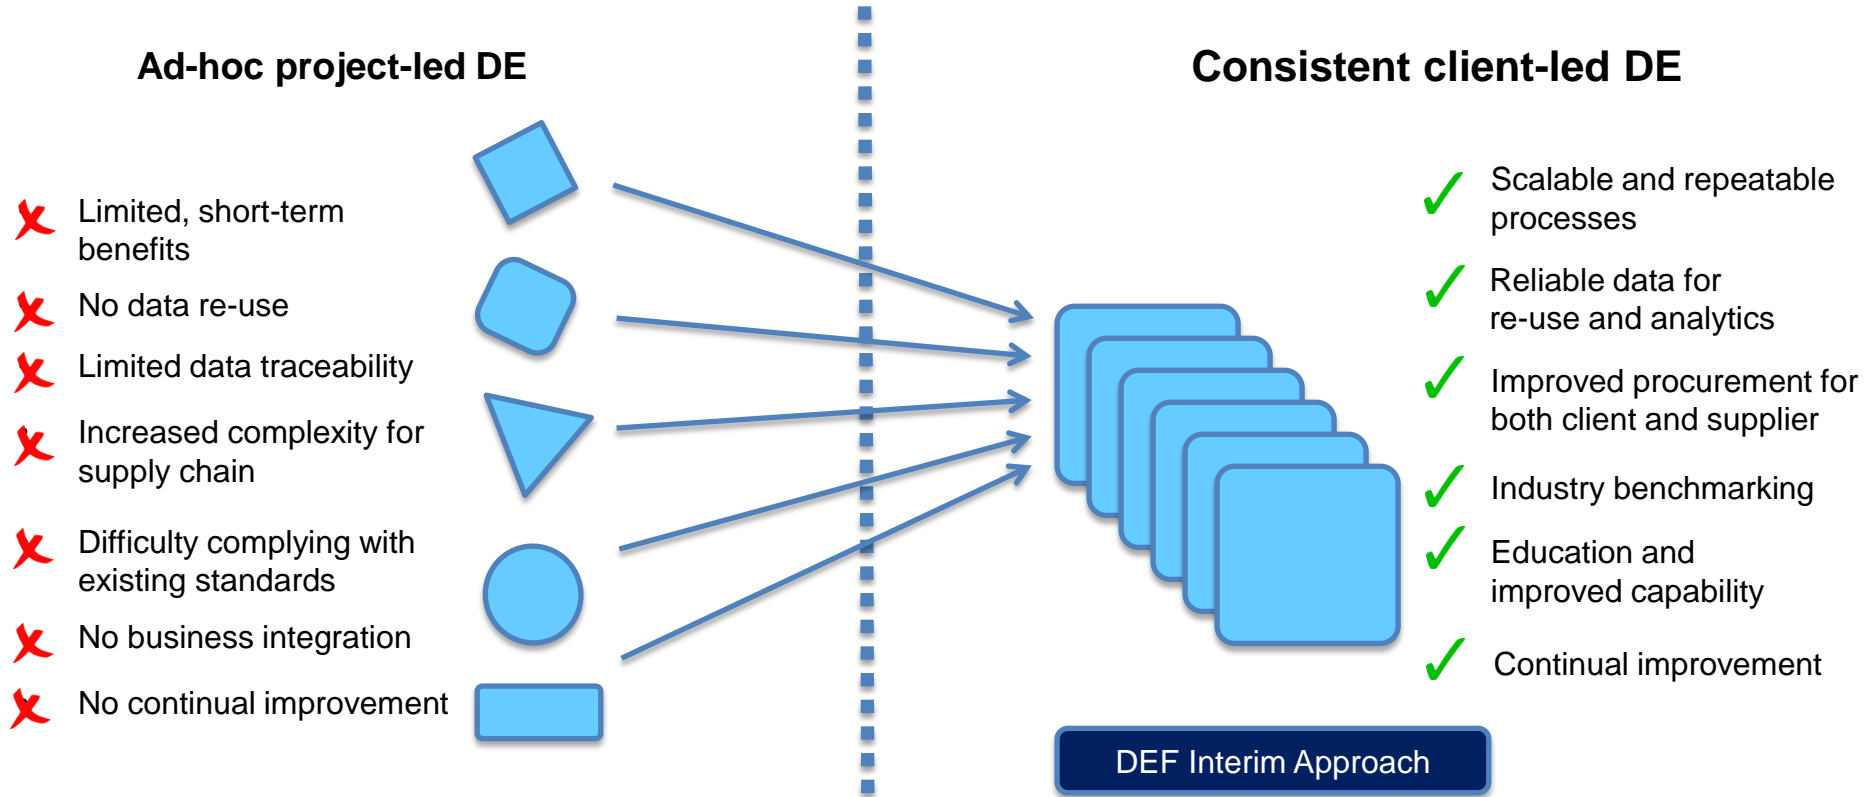 Ad-hoc project-led DE
Limited, short-term
benefits
No data re-use
Limited data traceability
Increased complexity for
supply chain
Difficulty complying with
existing standards
No business integration
No continual improvement
Consistent client-led DE
Scalable and repeatable
processes
Reliable data for
re-use and analytics
Improved procurement for
both client and supplier
Industry benchmarking
Education and
improved capability
Continual improvement
DEF Interim Approach